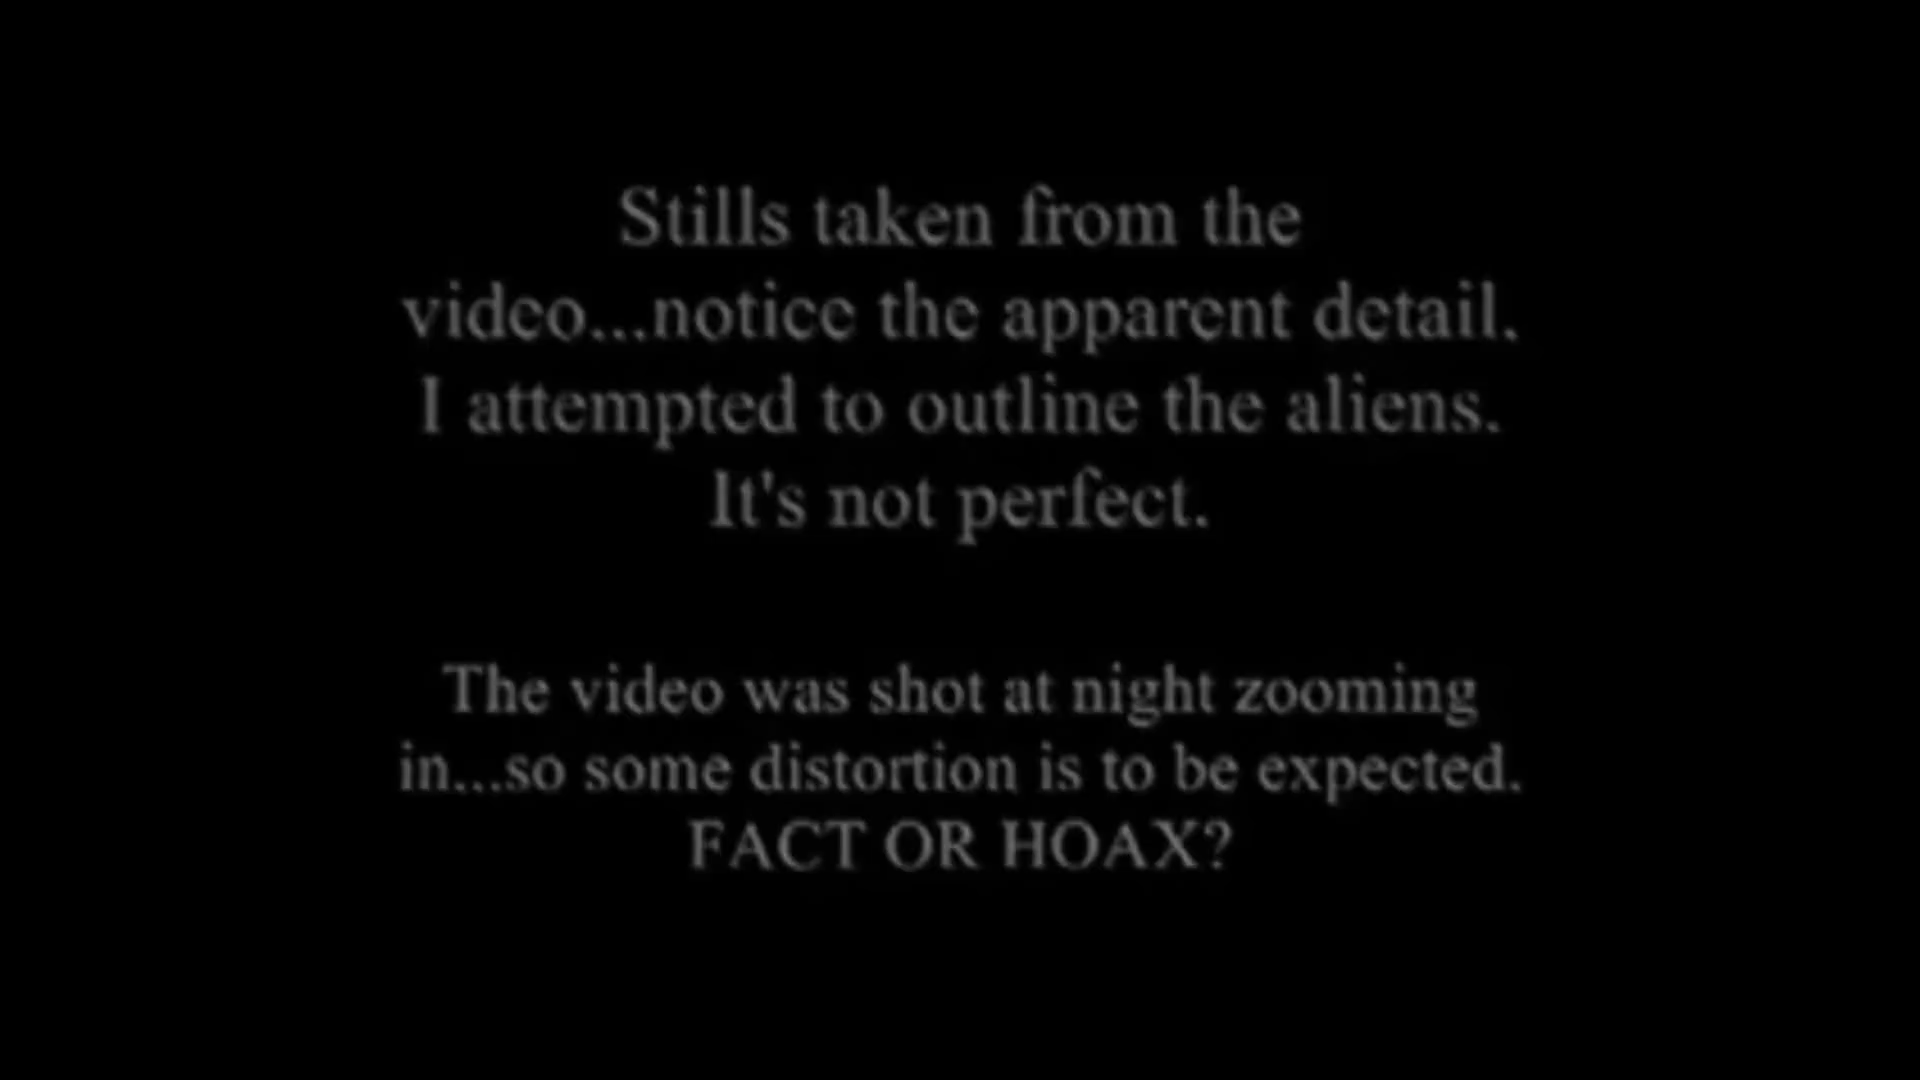 Stills taken from the
video...notice the apparent detail.
I attempted to outline the aliens.
It's not perfect.
The video was shot at night zooming
in...so some distortion is to be expected.
FACT OR HOAX?